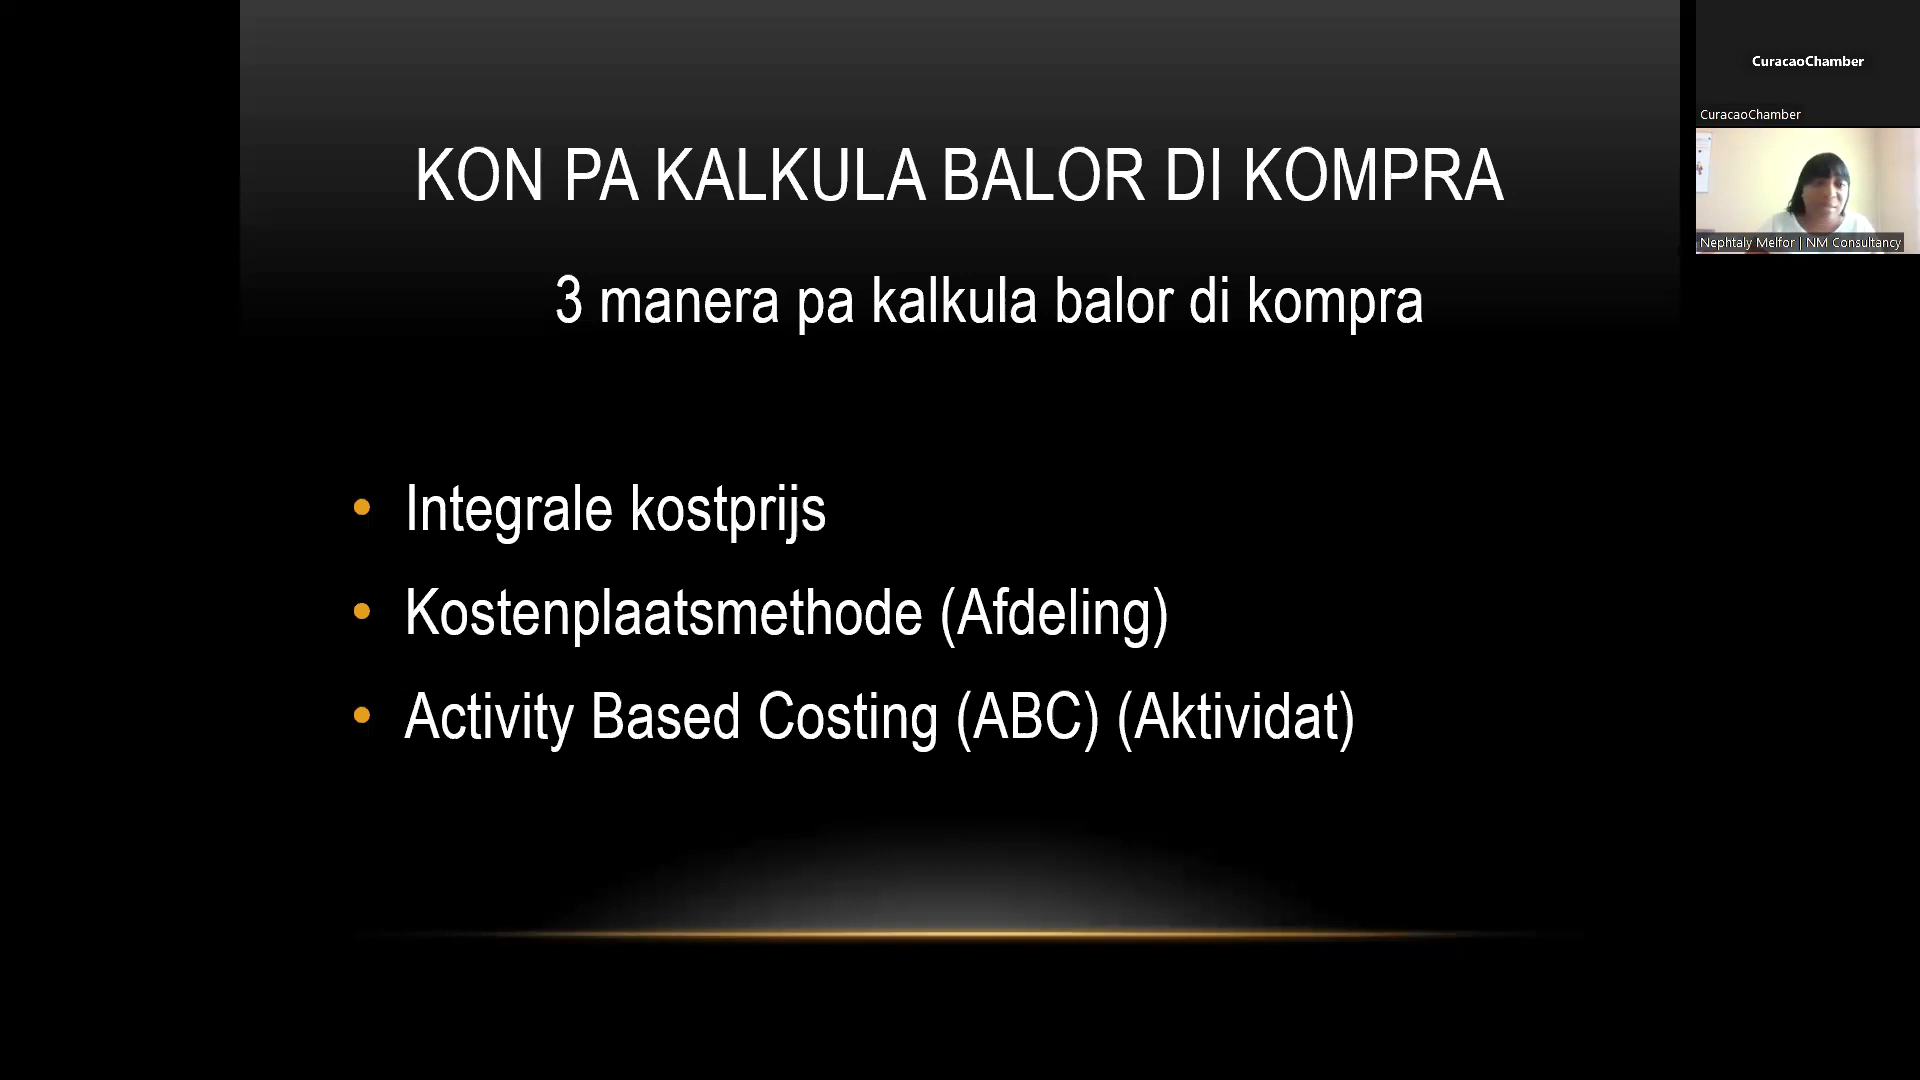 KON PA KALKULA BALOR DI KOMPRA
3 manera pa kalkula balor di kompra
• Integrale kostprijs
• Kostenplaatsmethode (Afdeling)
• Activity Based Costing (ABC) (Aktividat)
CuracaoChamber
CuracaoChamber
Nephtaly Melfor | NM Consultancy